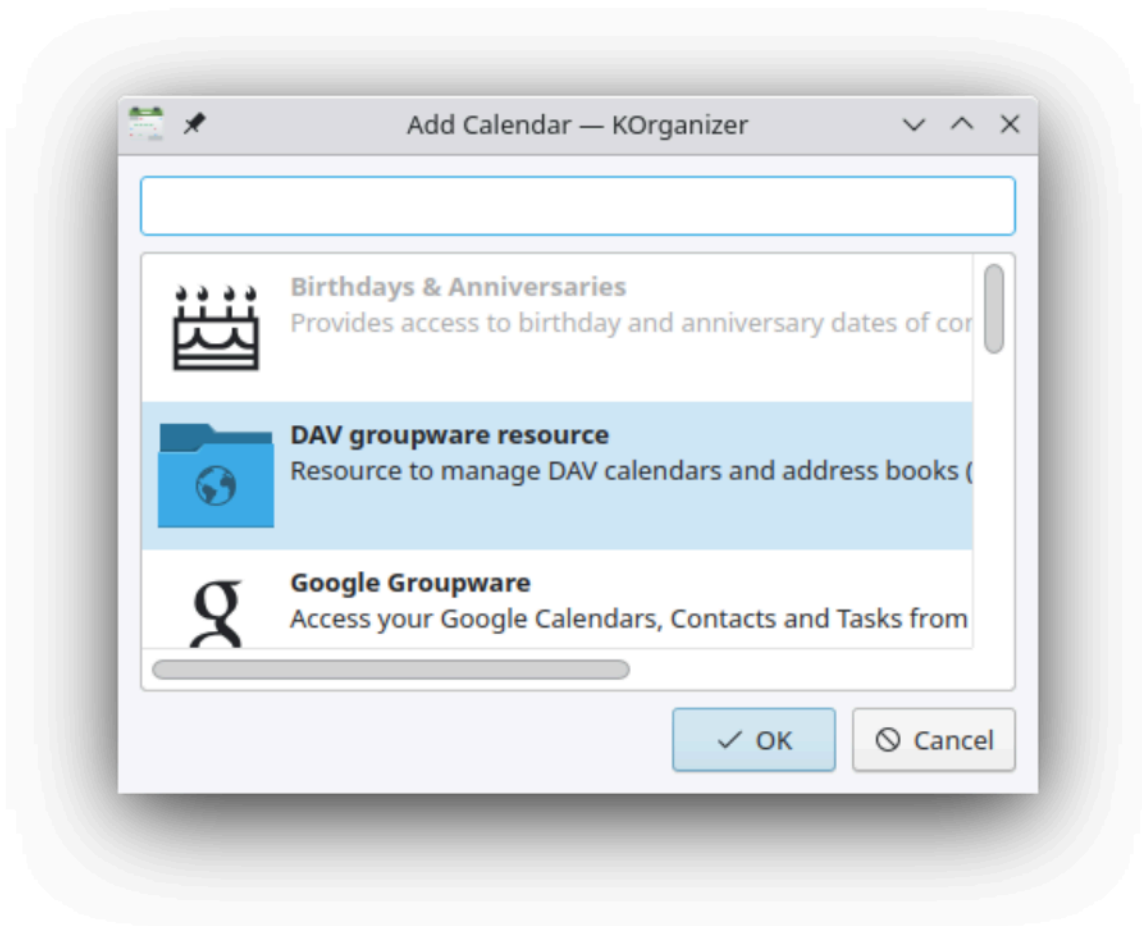 Add Calendar — KOrganizer
Birthdays & Anniversaries
Provides access to birthday and anniversary dates of
DAV groupware resource
Resource to manage DAV calendars and address books (
Google Groupware
Access your Google Calendars, Contacts and Tasks from
OK
Cancel